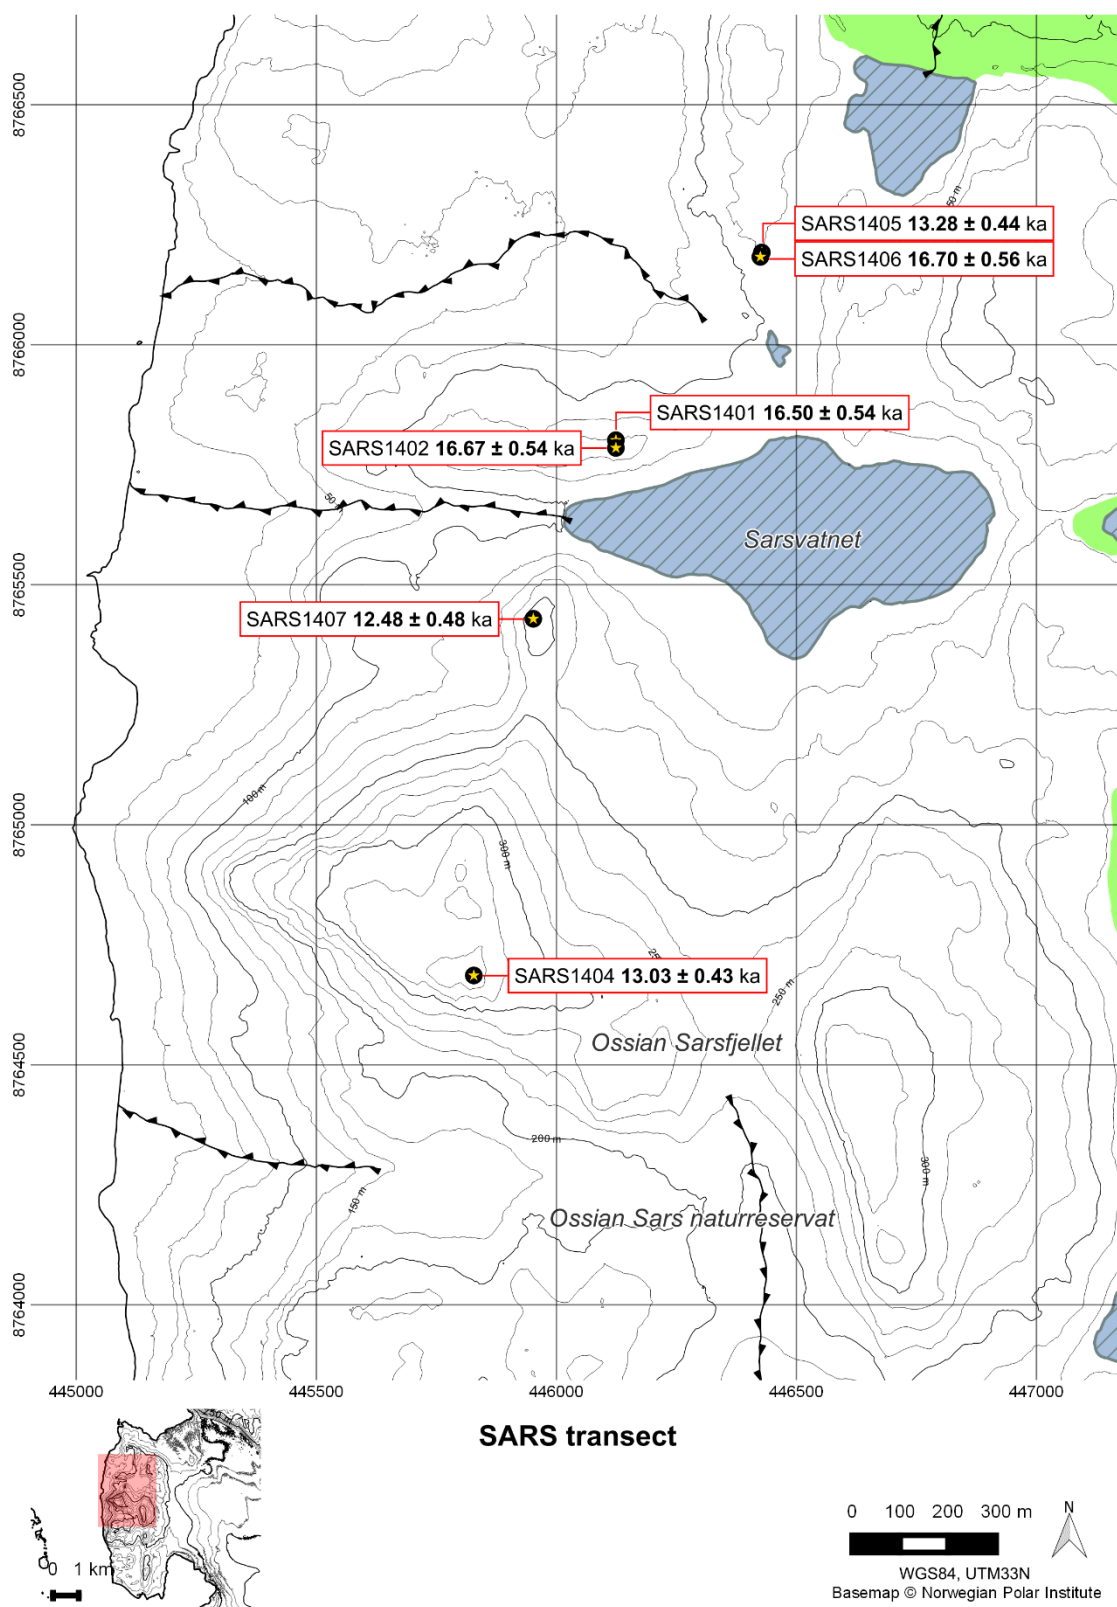 8766500
50 m
SARS1405 13.28 ± 0.44 ka
SARS1406 16.70 ± 0.56 ka
8766000
SARS1401 16.50 ± 0.54 ka
SARS1402 16.67 ± 0.54 ka
50
Sarsvatnet
8765500
SARS1407 12.48 ± 0.48 ka
100 m
8765000
300 m
SARS1404 13.03 ± 0.43 ka
250 m
Ossian Sarsfjellet
8764500
200 m
300 m
150 m
Ossian Sars naturreservat
8764000
445000
445500
446000
446500
447000
SARS transect
0 100 200 300 m
N
0 1 km
WGS84, UTM33N
Basemap © Norwegian Polar Institute